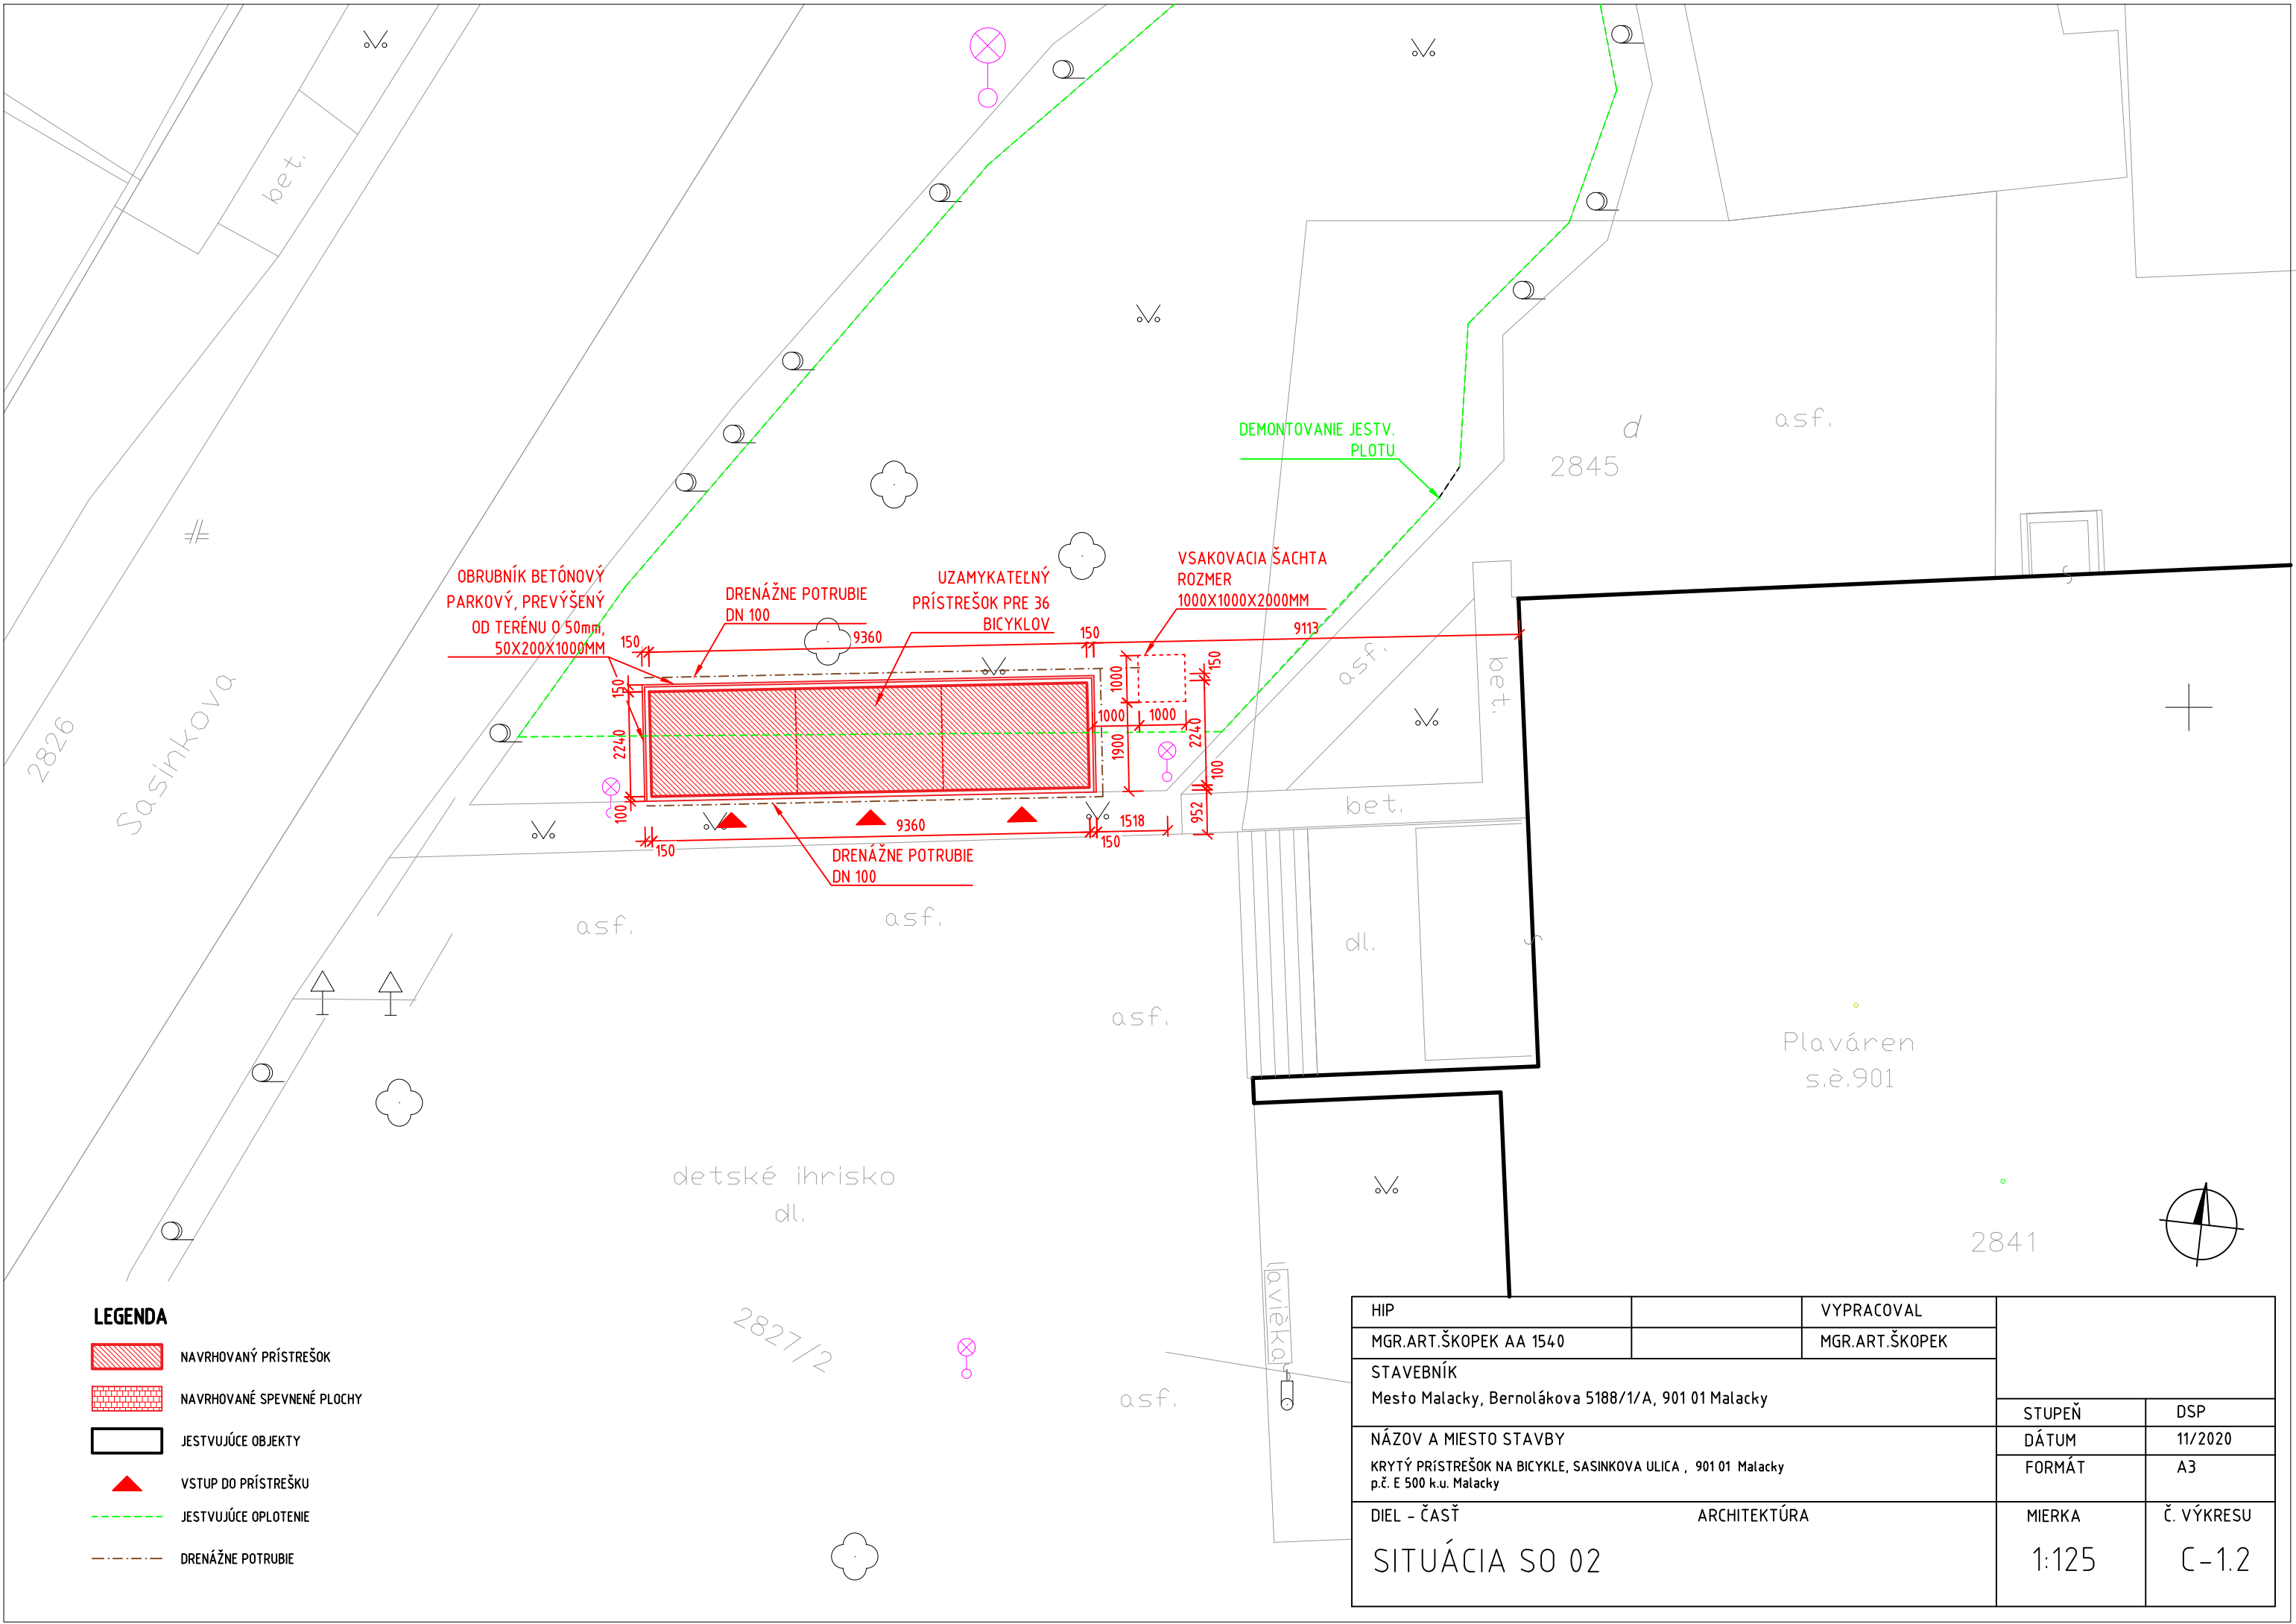 bet.
DEMONTOVANIE JESTV.
PLOTU
d
asf.
2845
2826
Sasinkova
OBRUBNÍK BETÓNOVÝ
PARKOVÝ, PREVÝŠENÝ
OD TERÉNU O 50mm,
50X200X1000MM
DRENÁŽNE POTRUBIE
DN 100
UZAMYKATEĽNÝ
PRÍSTREŠOK PRE 36
BICYKLOV
VSAKOVACIA ŠACHTA
ROZMER
1000X1000X2000MM
150
9360
150
9113
150
2240
100
1000
1900
1000
1000
150
2240
100
952
asf.
bet.
bet.
150
9360
150
1518
DRENÁŽNE POTRUBIE
DN 100
asf.
asf.
asf.
dl.
Plaváren
s.è.901
detské ihrisko
dl.
2841
2827/2
asf.
lavièka
LEGENDA
NAVRHOVANÝ PRÍSTREŠOK
NAVRHOVANÉ SPEVNENÉ PLOCHY
JESTVUJÚCE OBJEKTY
VSTUP DO PRÍSTREŠKU
JESTVUJÚCE OPLOTENIE
DRENÁŽNE POTRUBIE
HIP
VYPRACOVAL
MGR.ART.ŠKOPEK AA 1540
MGR.ART.ŠKOPEK
STAVEBNÍK
Mesto Malacky, Bernolákova 5188/1/A, 901 01 Malacky
STUPEŇ
DSP
NÁZOV A MIESTO STAVBY
DÁTUM
11/2020
KRYTÝ PRÍSTREŠOK NA BICYKLE, SASINKOVA ULICA , 901 01 Malacky
p.č. E 500 k.u. Malacky
FORMÁT
A3
DIEL - ČASŤ
ARCHITEKTÚRA
MIERKA
Č. VÝKRESU
SITUÁCIA SO 02
1:125
C-1.2